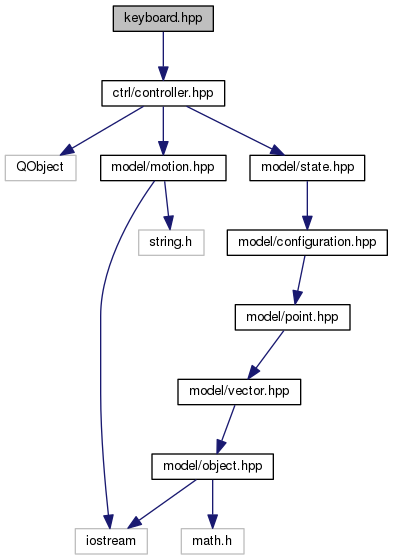 keyboard.hpp
ctrl/controller.hpp
QObject
model/motion.hpp
model/state.hpp
string.h
model/configuration.hpp
model/point.hpp
model/vector.hpp
model/object.hpp
iostream
math.h